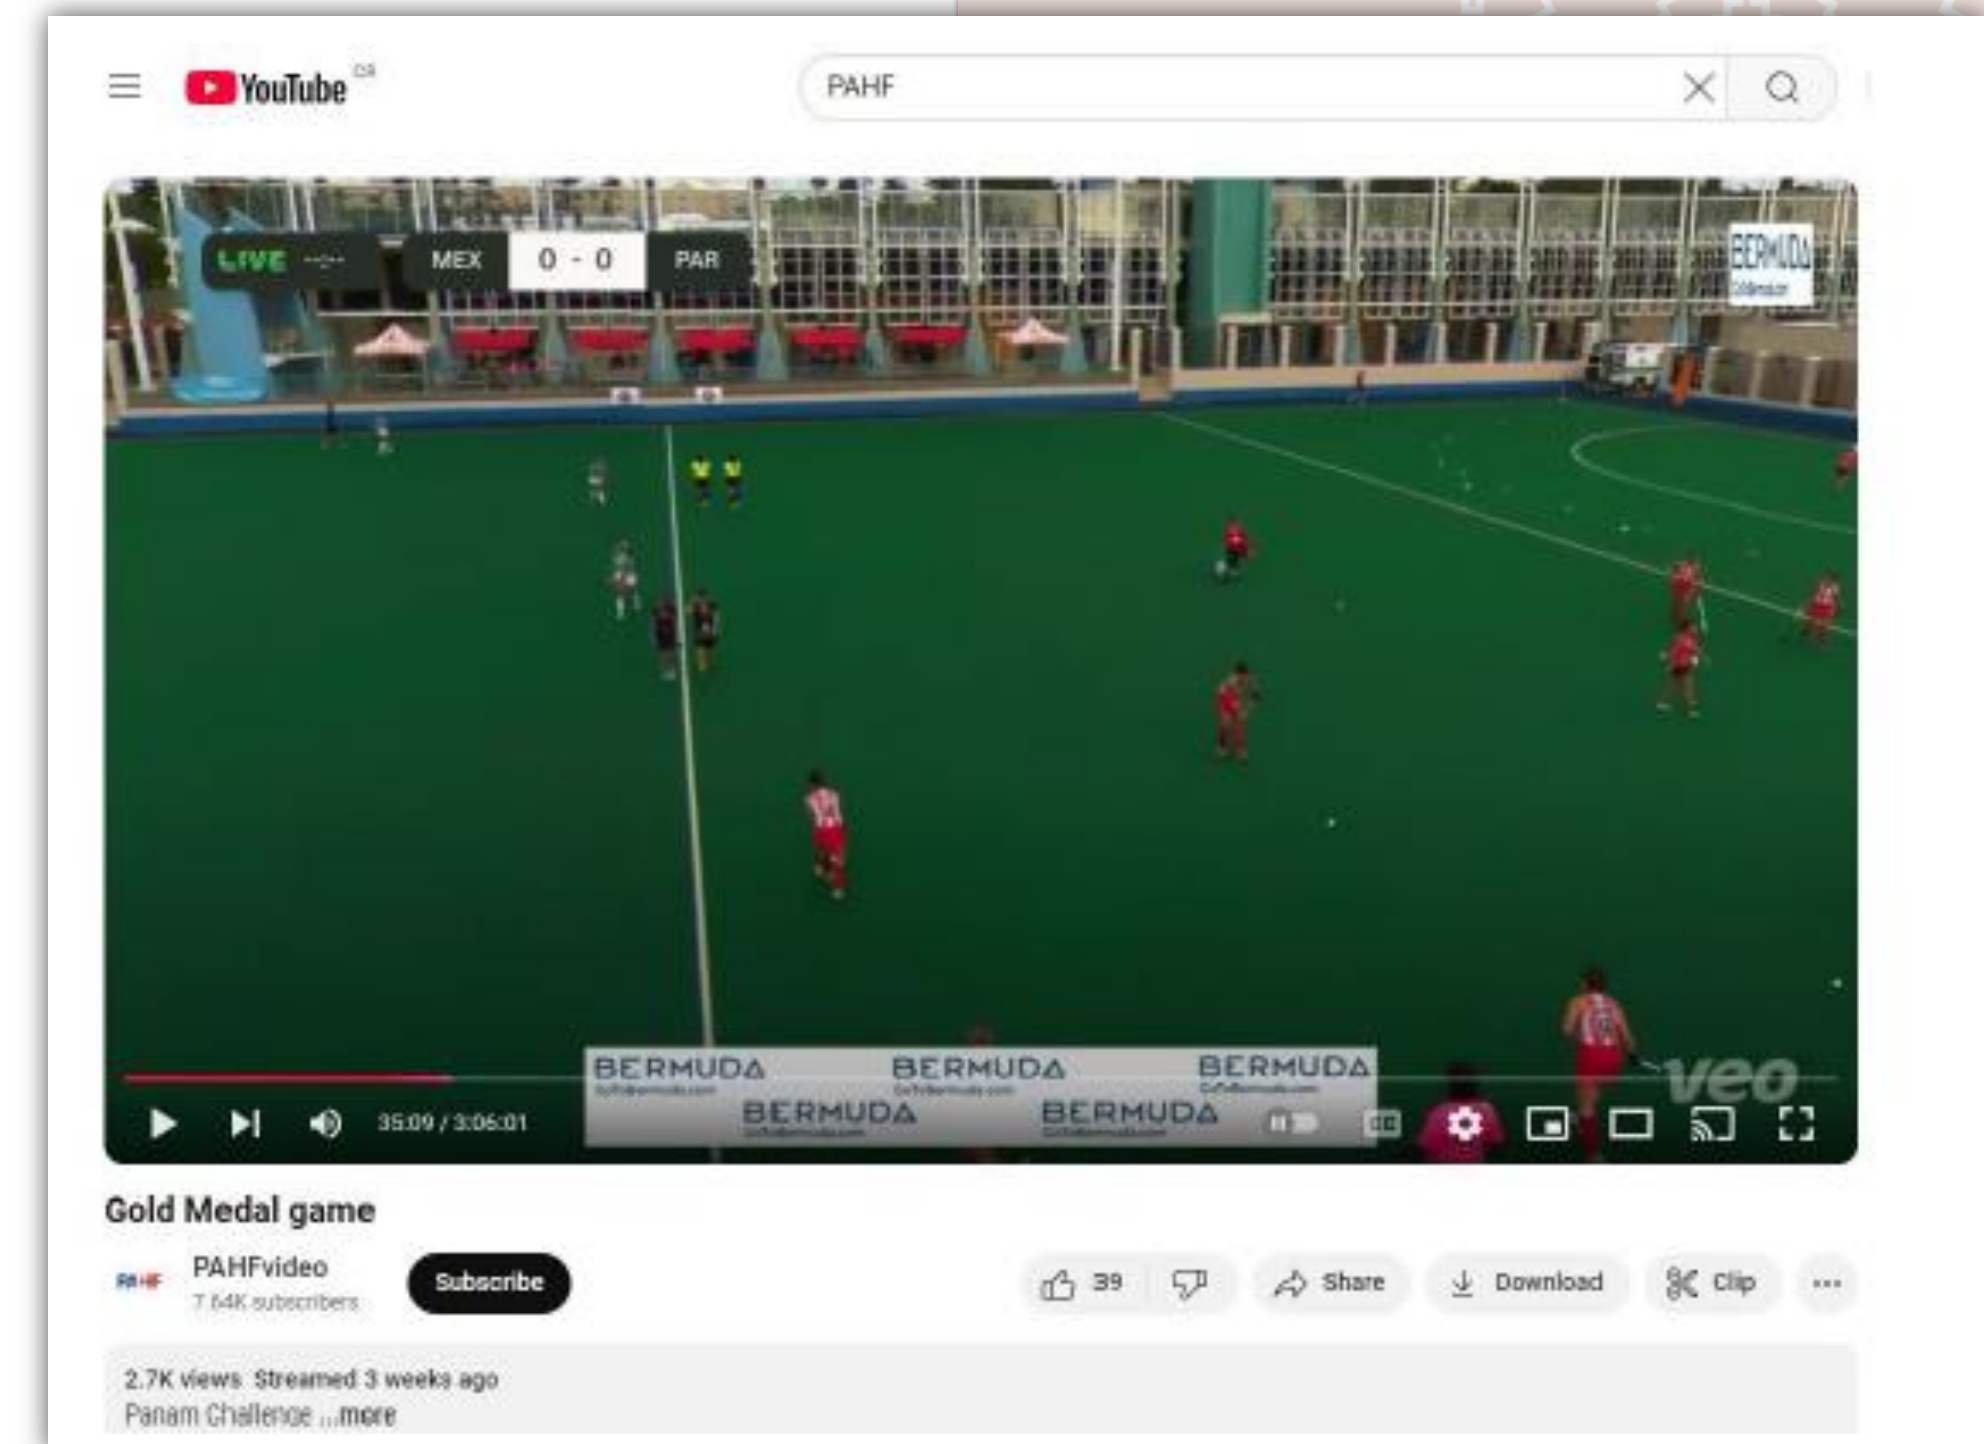 YouTube
PAHF
LIVE --:-- MEX 0 - 0 PAR
BERMUDA
BERMUDA BERMUDA BERMUDA
BERMUDA BERMUDA
veo
35:09 / 3:06:01
CC
Gold Medal game
PAHFvideo
7.64K subscribers
Subscribe
39
Share
Download
Clip
2.7K views Streamed 3 weeks ago
Panam Challenge ...more